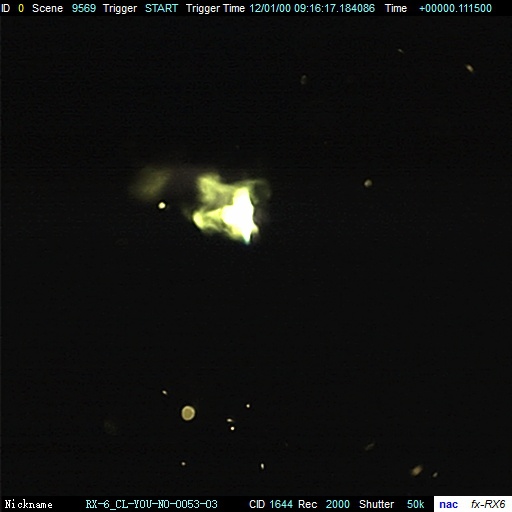 ID 0 Scene 9569 Trigger START Trigger Time 12/01/00 09:16:17.184086 Time +00000.111500
Nickname RX-6_CL-YOU-NO-0053-03 CID 1644 Rec 2000 Shutter 50k nac fx-RX6